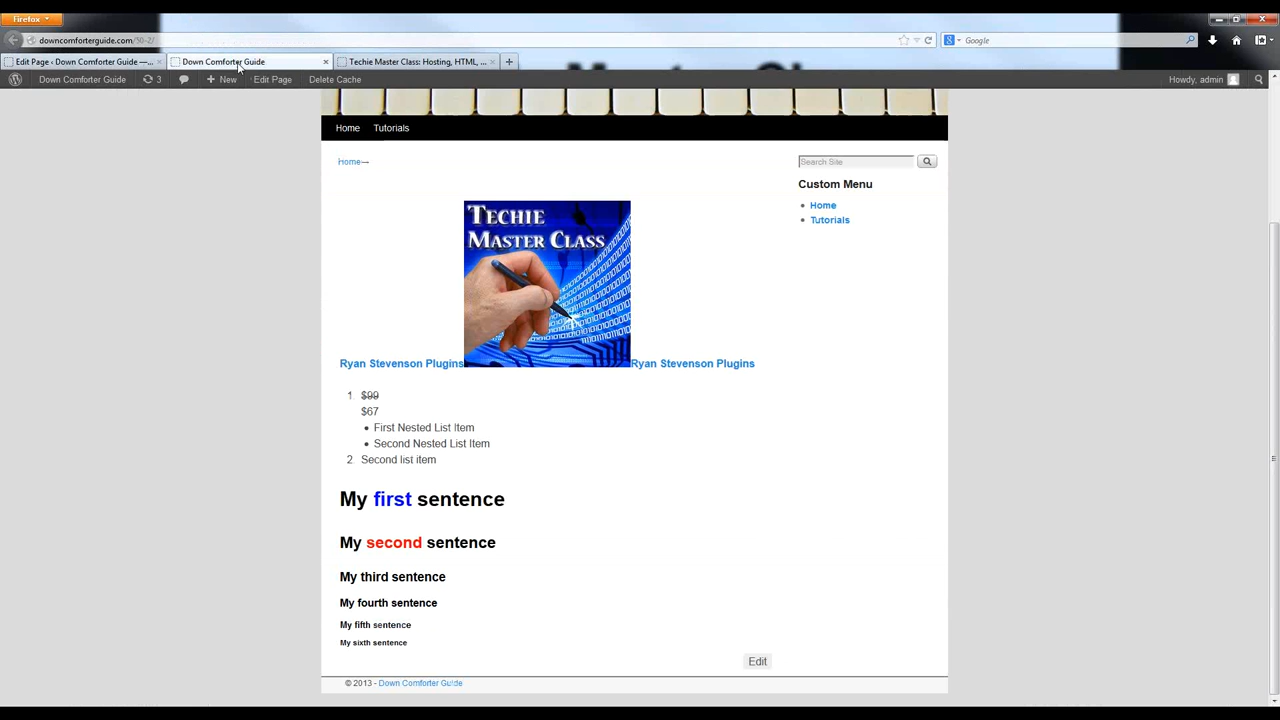 Firefox
downcomforterguide.com/50-2/
Google
Edit Page ‹ Down Comforter Guide —...
Down Comforter Guide
Techie Master Class: Hosting, HTML, ...
Down Comforter Guide
3
New
Edit Page
Delete Cache
Howdy, admin
Home
Tutorials
Home→
Search Site
Custom Menu
Home
Tutorials
TECHIE
MASTER CLASS
Ryan Stevenson Plugins
Ryan Stevenson Plugins
1. $99
$67
• First Nested List Item
• Second Nested List Item
2. Second list item
My first sentence
My second sentence
My third sentence
My fourth sentence
My fifth sentence
My sixth sentence
Edit
© 2013 - Down Comforter Guide